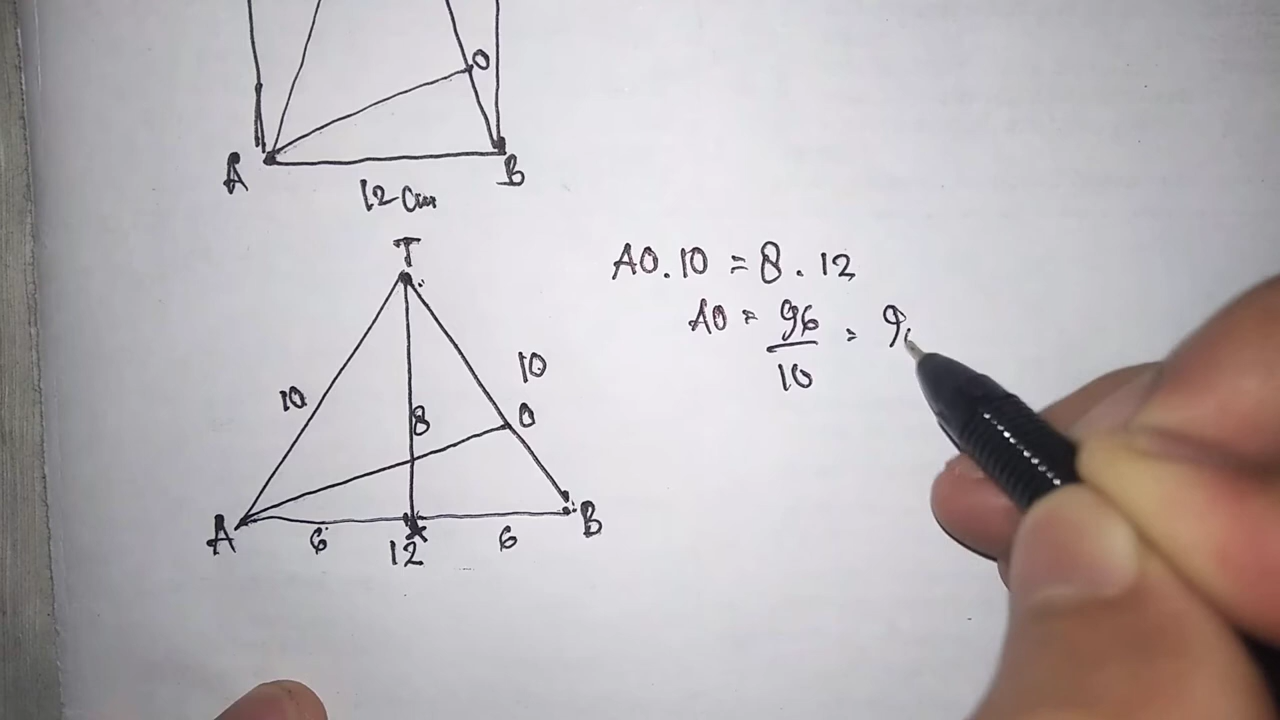 O
A
B
12 cm
T
10
10
8
O
A
6
12
6
B
AO . 10 = 8 . 12
AO = 96/10 = 9,